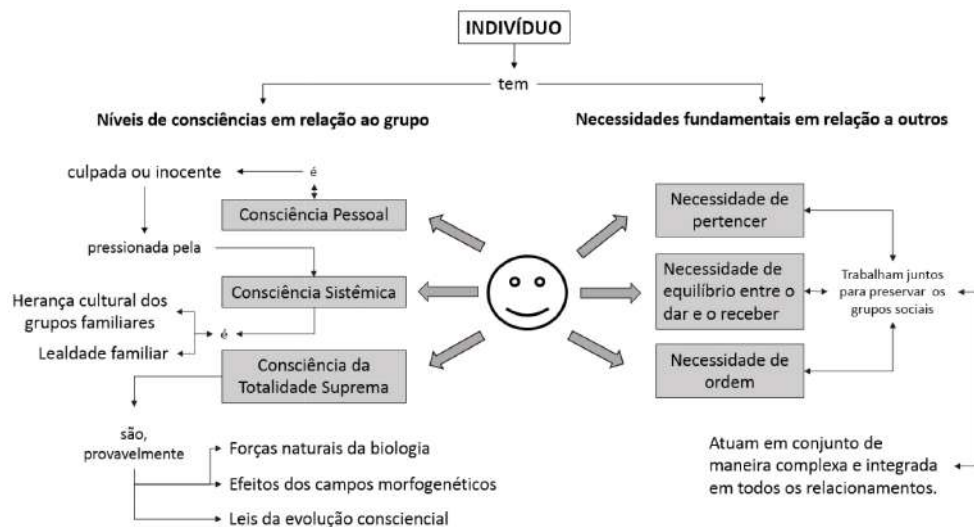 INDIVÍDUO
tem
Níveis de consciências em relação ao grupo
Necessidades fundamentais em relação a outros
culpada ou inocente
é
Consciência Pessoal
pressionada pela
Consciência Sistêmica
Herança cultural dos
grupos familiares
é
Lealdade familiar
Consciência da
Totalidade Suprema
são,
provavelmente
Forças naturais da biologia
Efeitos dos campos morfogenéticos
Leis da evolução consciencial
Necessidade de
pertencer
Necessidade de
equilíbrio entre o
dar e o receber
Necessidade de
ordem
Trabalham juntos
para preservar os
grupos sociais
Atuam em conjunto de
maneira complexa e integrada
em todos os relacionamentos.